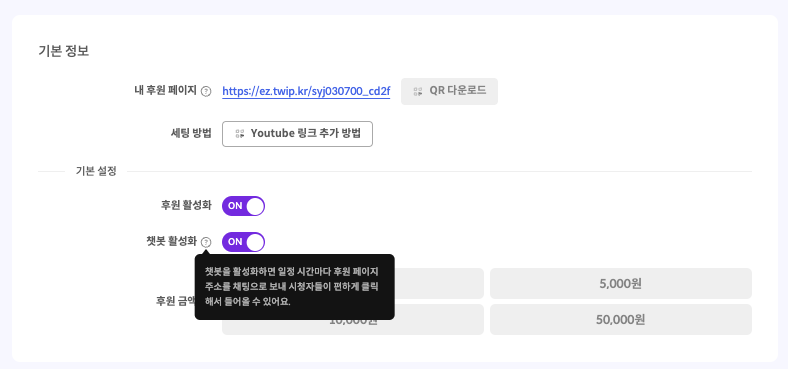 기본 정보
내 후원 페이지 ? https://ez.twip.kr/syj030700_cd2f QR 다운로드
세팅 방법 Youtube 링크 추가 방법
기본 설정
후원 활성화 ON
챗봇 활성화 ? ON
챗봇을 활성화하면 일정 시간마다 후원 페이지
주소를 채팅으로 보내 시청자들이 편하게 클릭
해서 들어올 수 있어요.
후원 금액
5,000원
10,000원 50,000원